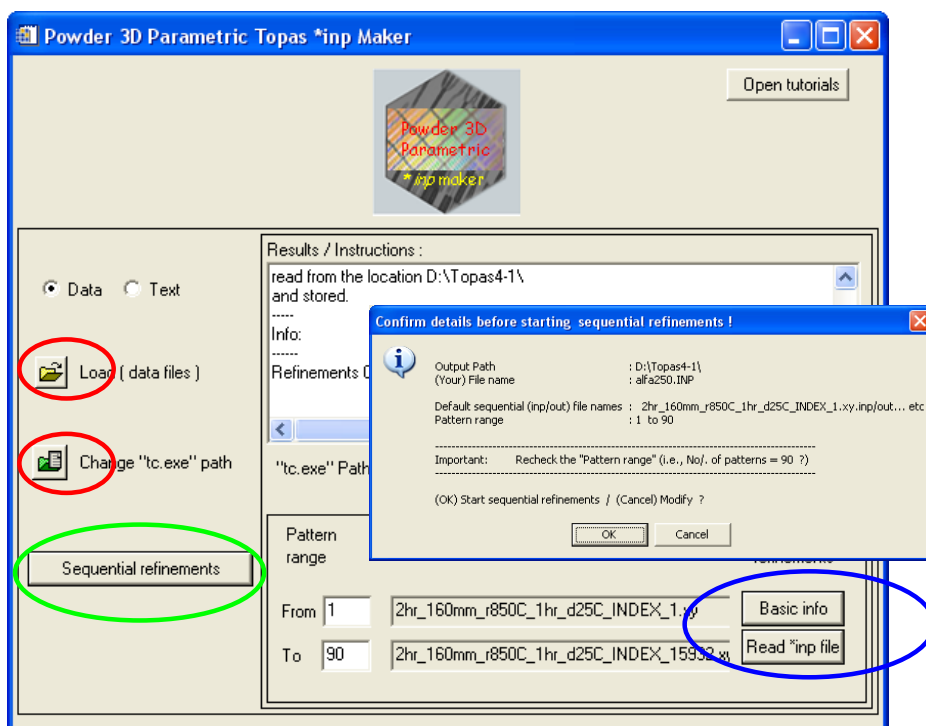 Powder 3D Parametric Topas *inp Maker
Open tutorials
Powder 3D
Parametric
*inp maker
Data
Text
Load ( data files )
Change "tc.exe" path
Sequential refinements
Results / Instructions :
read from the location D:\Topas4-1\
and stored.
-----
Info:
------
Refinements
"tc.exe" Path
Confirm details before starting sequential refinements !
Output Path : D:\Topas4-1\
(Your) File name : alfa250.INP
Default sequential (inp/out) file names : 2hr_160mm_r850C_1hr_d25C_INDEX_1.xy.inp/out... etc
Pattern range : 1 to 90
Important: Recheck the "Pattern range" (i.e., No/. of patterns = 90 ?)
(OK) Start sequential refinements / (Cancel) Modify ?
OK
Cancel
Pattern
range
From 1 2hr_160mm_r850C_1hr_d25C_INDEX_1.xy
Basic info
To 90 2hr_160mm_r850C_1hr_d25C_INDEX_15932.xy
Read *inp file